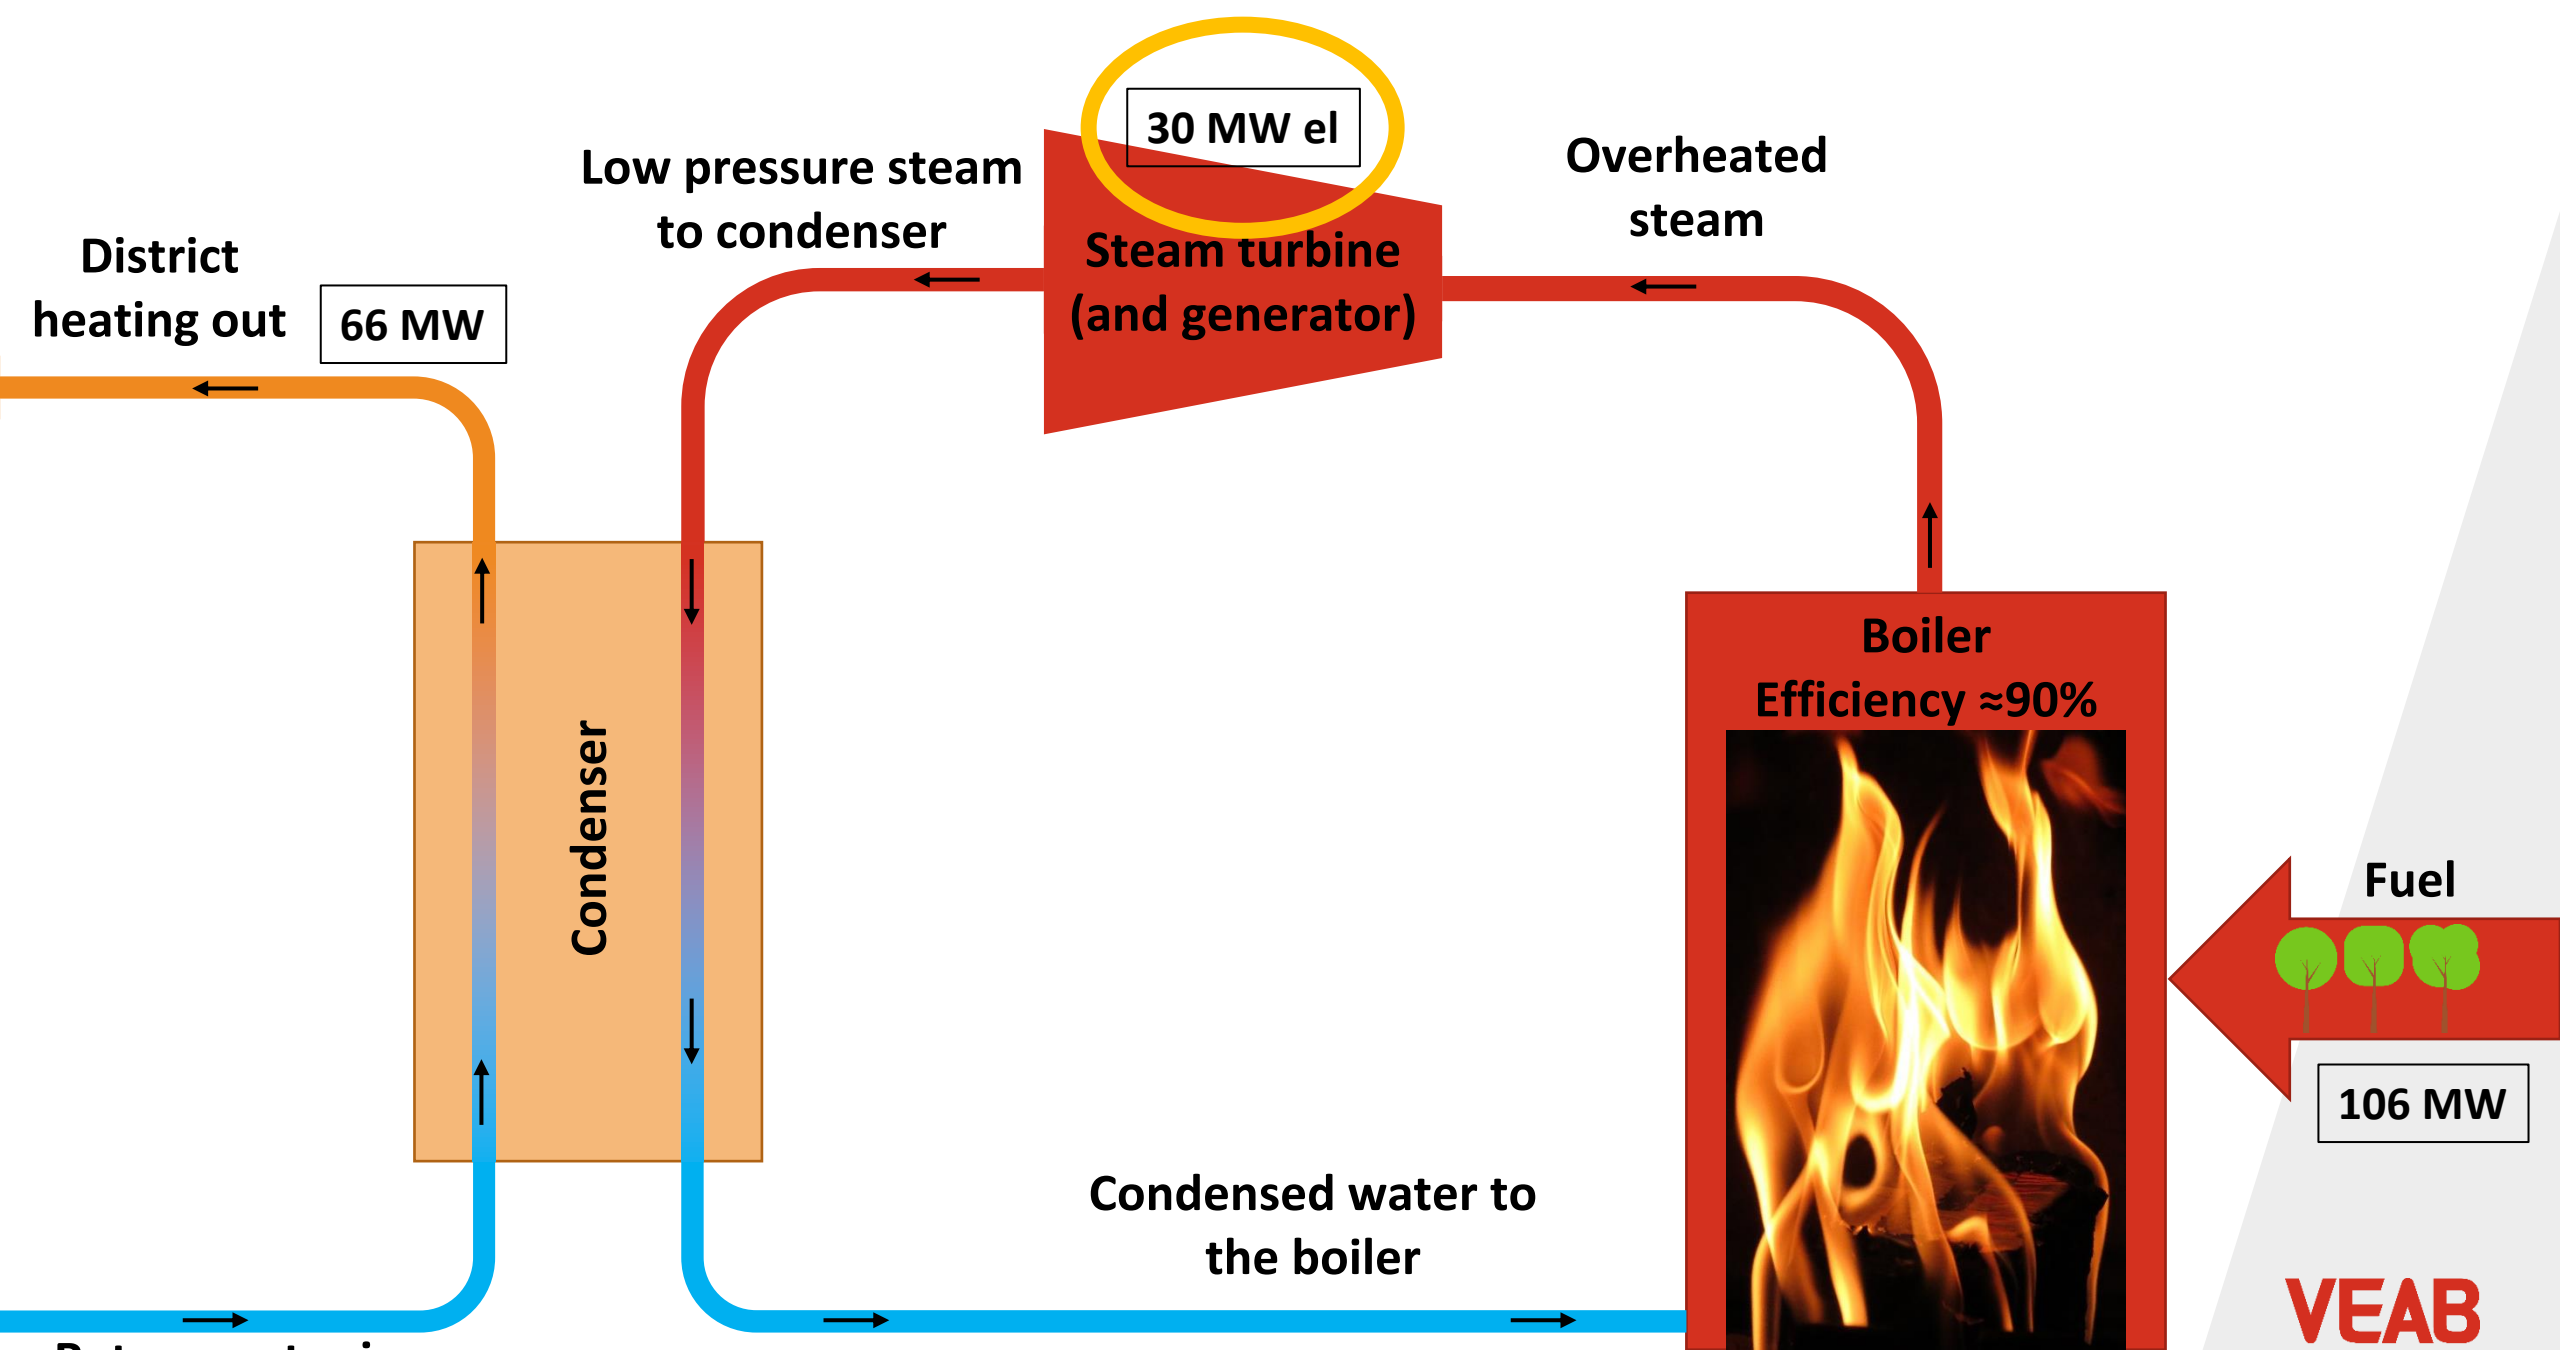 30 MW el
Overheated
steam
Low pressure steam
to condenser
Steam turbine
(and generator)
District
heating out
66 MW
Boiler
Efficiency ≈90%
Condenser
Fuel
106 MW
Condensed water to
the boiler
VEAB